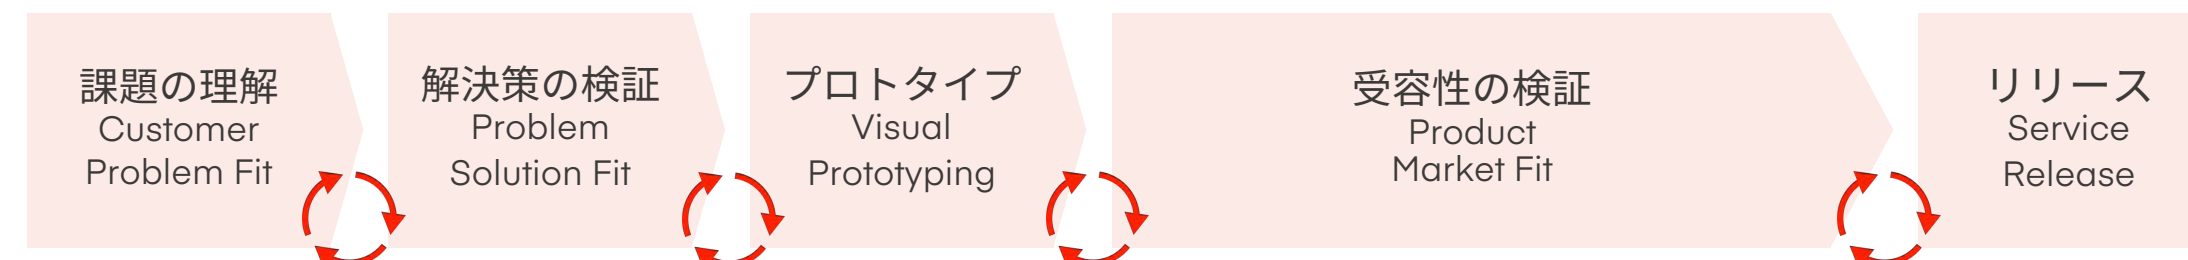 課題の理解
Customer
Problem Fit
解決策の検証
Problem
Solution Fit
プロトタイプ
Visual
Prototyping
受容性の検証
Product
Market Fit
リリース
Service
Release